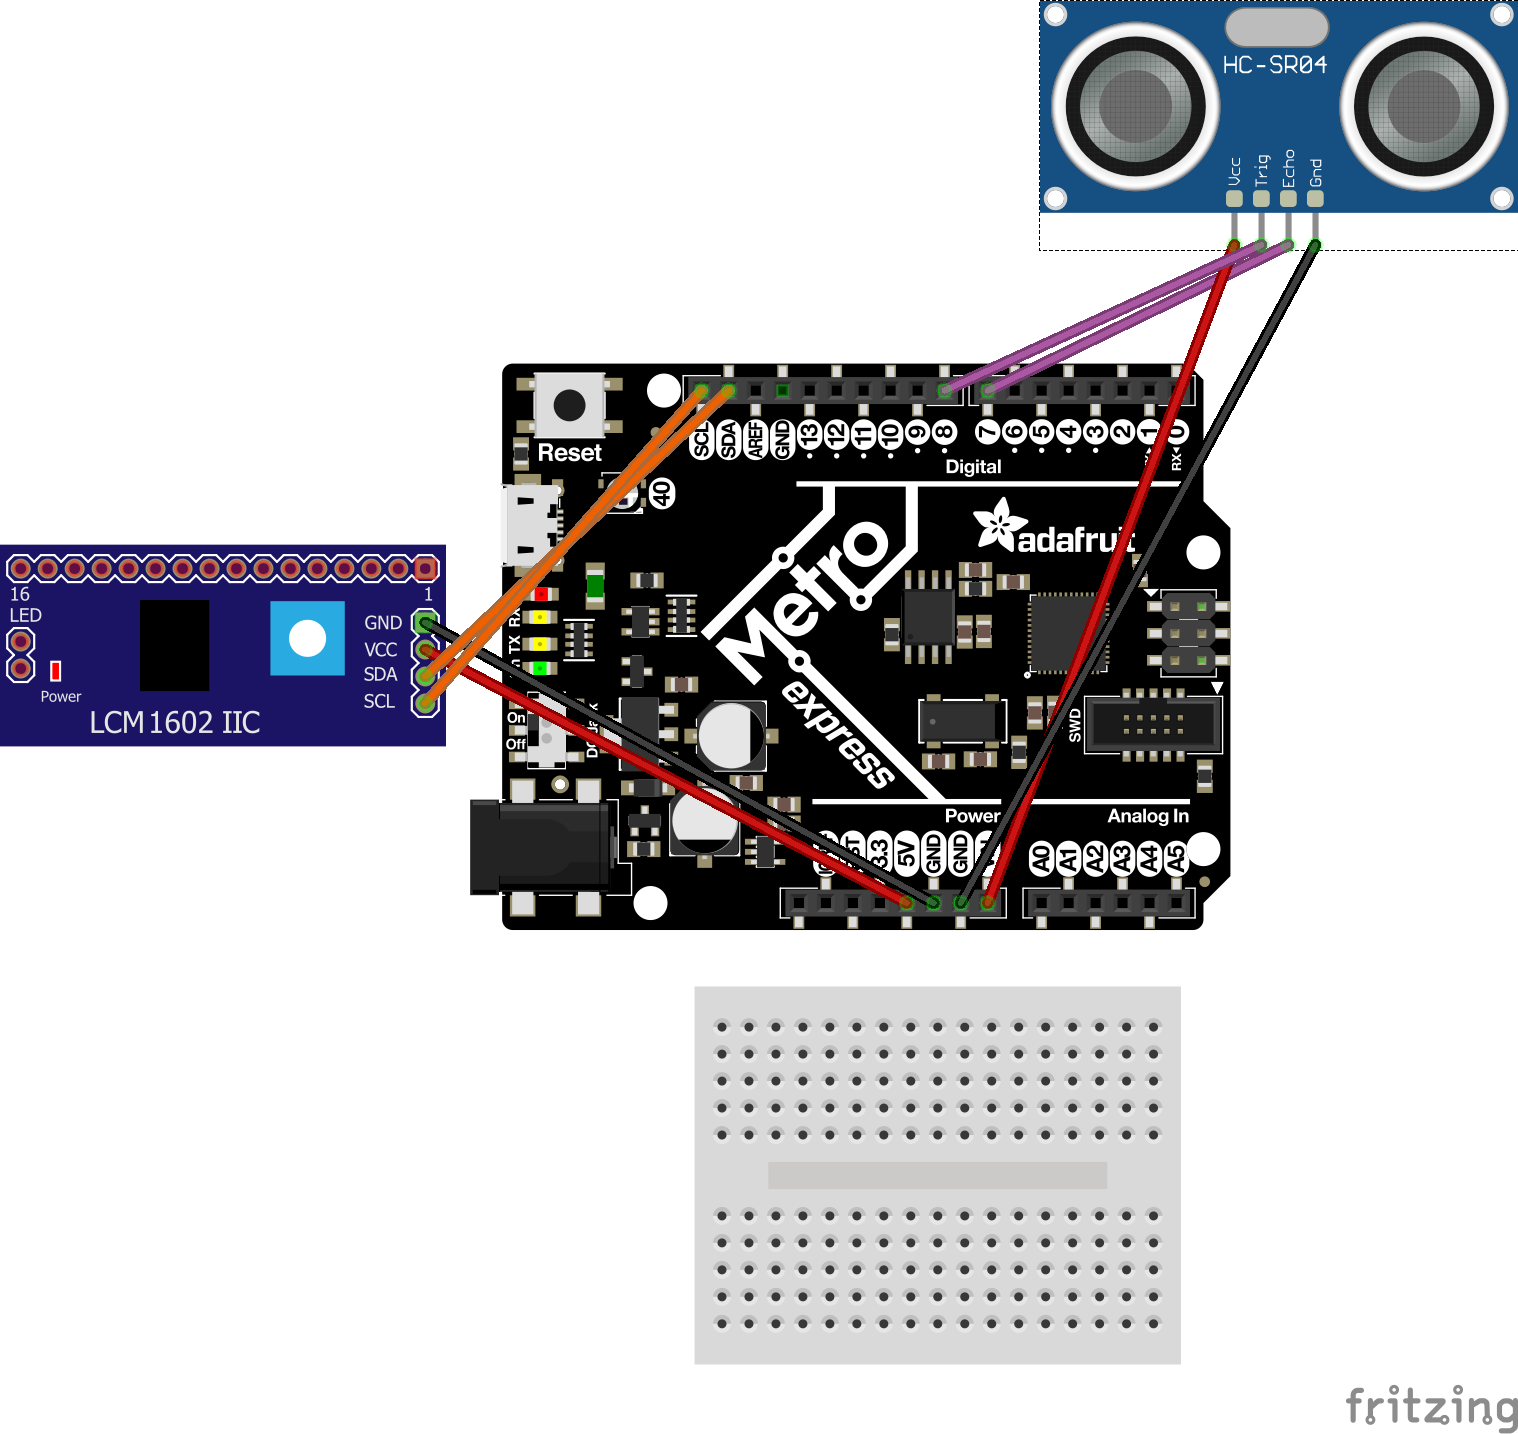 HC-SR04
Vcc
Trig
Echo
Gnd
Reset
40
SCL
SDA
AREF
GND
13
12
11
10
9
8
7
6
5
4
3
2
1
0
RX
Digital
adafruit
Metro
express
RX
TX
On
Off
SWD
Power
Analog In
3.3
5V
GND
GND
A0
A1
A2
A3
A4
A5
16
1
LED
GND
VCC
SDA
SCL
Power
LCM1602 IIC
fritzing